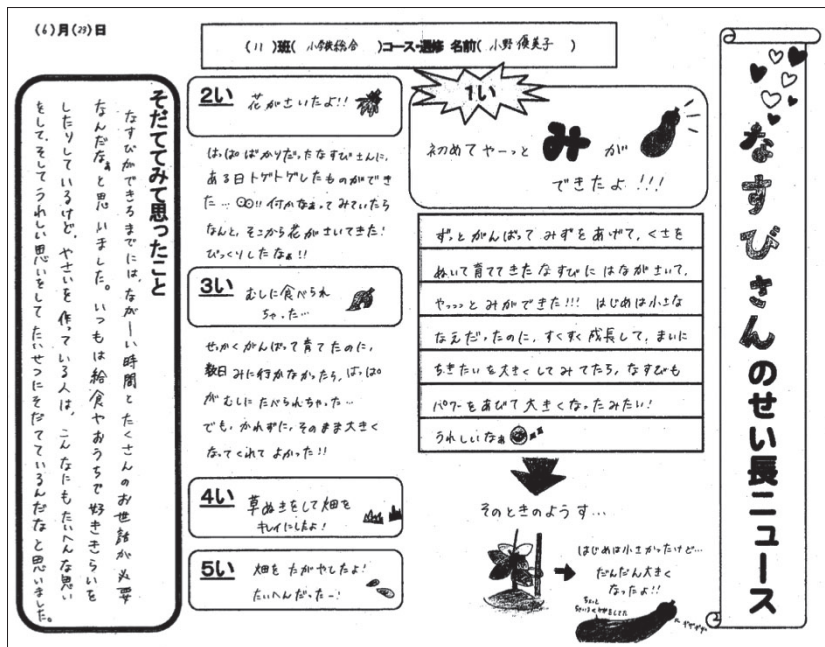 (6)月(23)日
(11)班(小学校総合)コース・選修 名前(小野優美子)
なすびさんのせい長ニュース
1い
初めてやーっと み が
できたよ!!!
ずっとがんばって みずをあげて、くさを
ぬいて育ててきたなすびに はながさいて、
やっっっと みができた!!! はじめは小さな
なえだったのに、すくすく成長して、まいに
ちきたいを大きくしてみてたら、なすびも
パワーをあびて大きくなったみたい!
うれしいなぁ
そのときのようす…
はじめは小さかったけど…
だんだん大きく
なったよ!!
2い 花がさいたよ!!
はっぱばかりだったなすびさんに、
ある日トゲトゲしたものができ
た…!! 何かなぁってみていたら
なんと、そこから花がさいてきた!
びっくりしたなぁ!!
3い むしに食べられ
ちゃった…
せっかくがんばって育てたのに、
数日みに行かなかったら、はっぱ
がむしにたべられちゃった…
でも、かれずに、そのまま大きく
なってくれてよかった!!
4い 草ぬきをして畑を
キレイにしたよ!
5い 畑をたがやしたよ!
たいへんだったー!
そだててみて思ったこと
なすびができるまでには、ながーい時間とたくさんのお世話が必要
なんだなぁと思いました。いつもは給食やおうちで好ききらいを
したりしているけど、やさいを作っている人は、こんなにもたいへんな思い
をして、そしてうれしい思いをして たいせつにそだてているんだなと思いました。